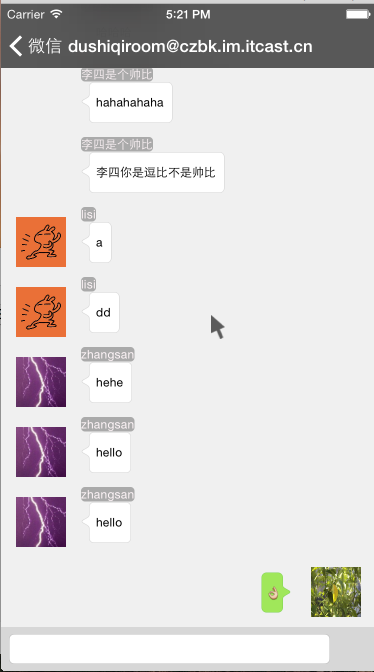 Carrier 5:21 PM
微信 dushiqiroom@czbk.im.itcast.cn
李四是个帅比
hahahahaha
李四是个帅比
李四你是逗比不是帅比
lisi
a
lisi
dd
zhangsan
hehe
zhangsan
hello
zhangsan
hello
👌